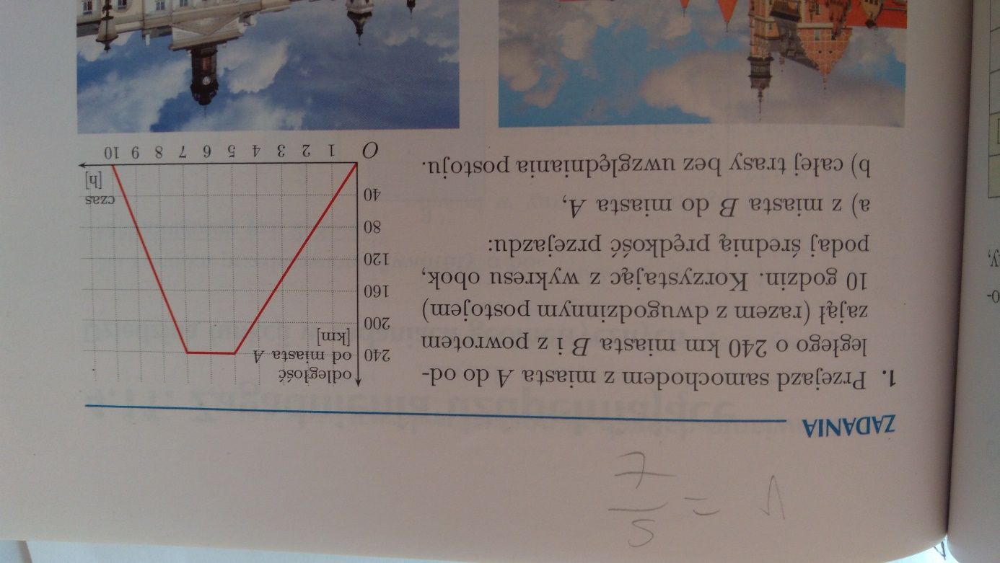 V = s/t
ZADANIA
1. Przejazd samochodem z miasta A do od-
ległego o 240 km miasta B i z powrotem
zajął (razem z dwugodzinnym postojem)
10 godzin. Korzystając z wykresu obok,
podaj średnią prędkość przejazdu:
a) z miasta B do miasta A,
b) całej trasy bez uwzględniania postoju.
odległość
od miasta A
[km]
240
200
160
120
80
40
O 1 2 3 4 5 6 7 8 9 10
czas
[h]
y,
o-